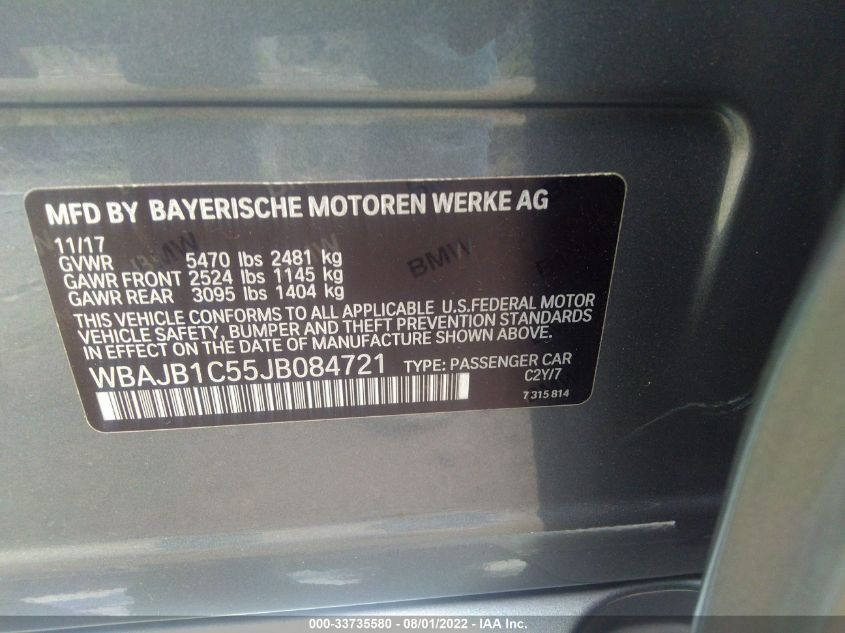 MFD BY BAYERISCHE MOTOREN WERKE AG
11/17
GVWR 5470 lbs 2481 kg
GAWR FRONT 2524 lbs 1145 kg
GAWR REAR 3095 lbs 1404 kg
THIS VEHICLE CONFORMS TO ALL APPLICABLE U.S.FEDERAL MOTOR
VEHICLE SAFETY, BUMPER AND THEFT PREVENTION STANDARDS
IN EFFECT ON THE DATE OF MANUFACTURE SHOWN ABOVE.
WBAJB1C55JB084721 TYPE: PASSENGER CAR
C2Y/7
7 315 814
BMW
BMW
000-33735580 - 08/01/2022 - IAA Inc.